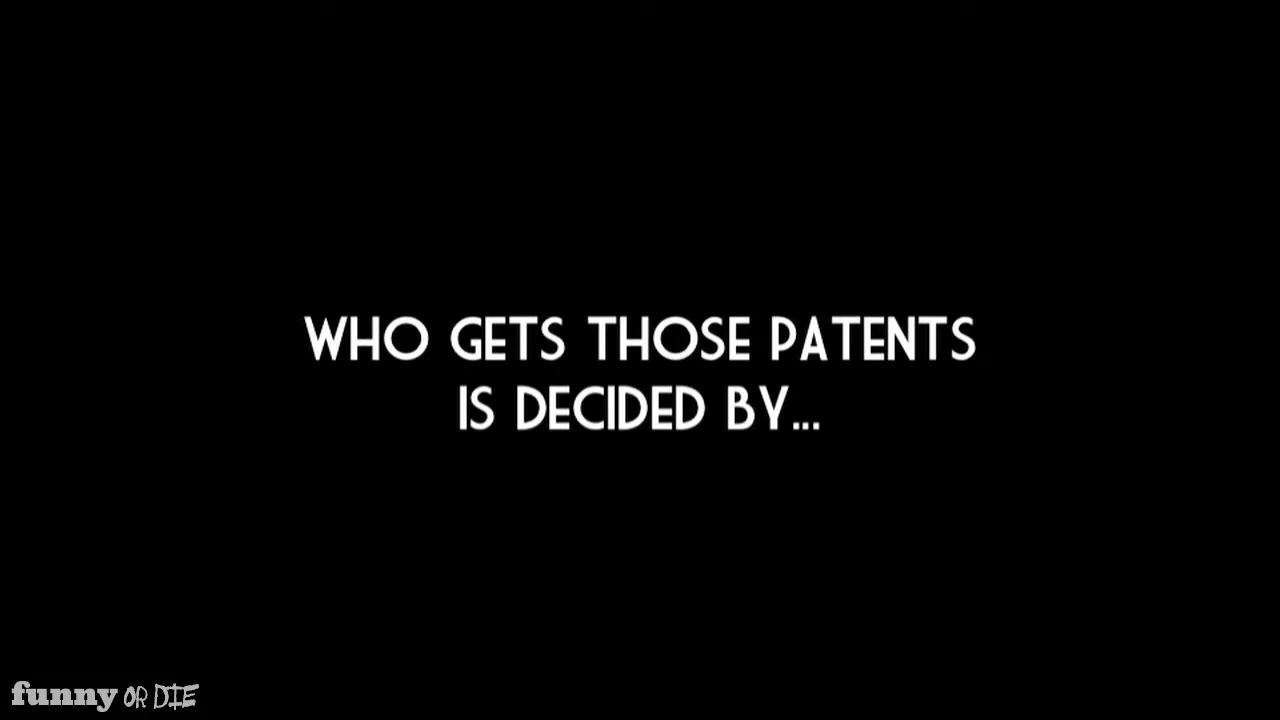 WHO GETS THOSE PATENTS
IS DECIDED BY...
funny OR DIE